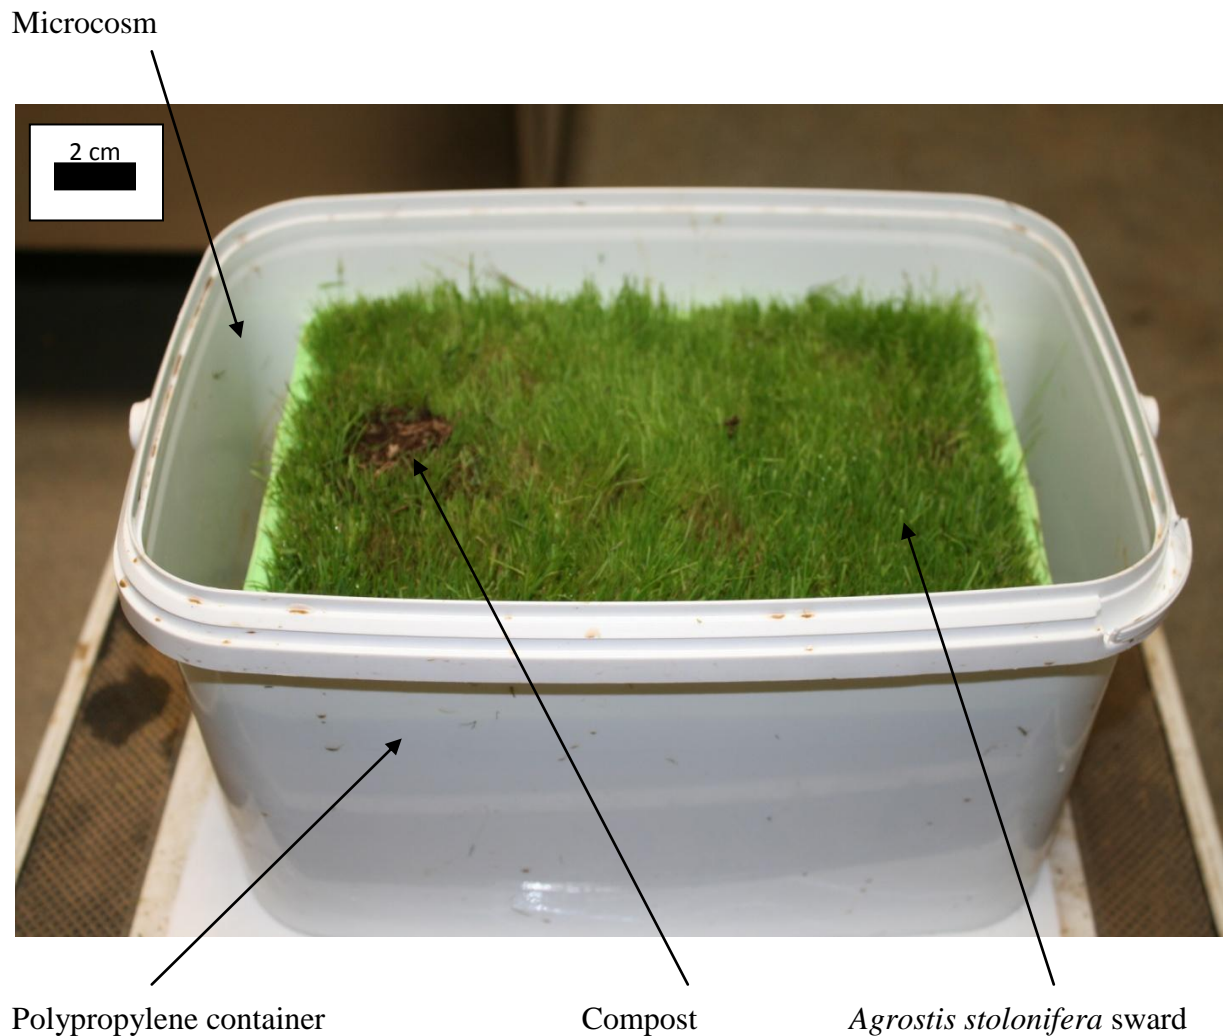 Microcosm
2 cm
Polypropylene container
Compost
Agrostis stolonifera sward